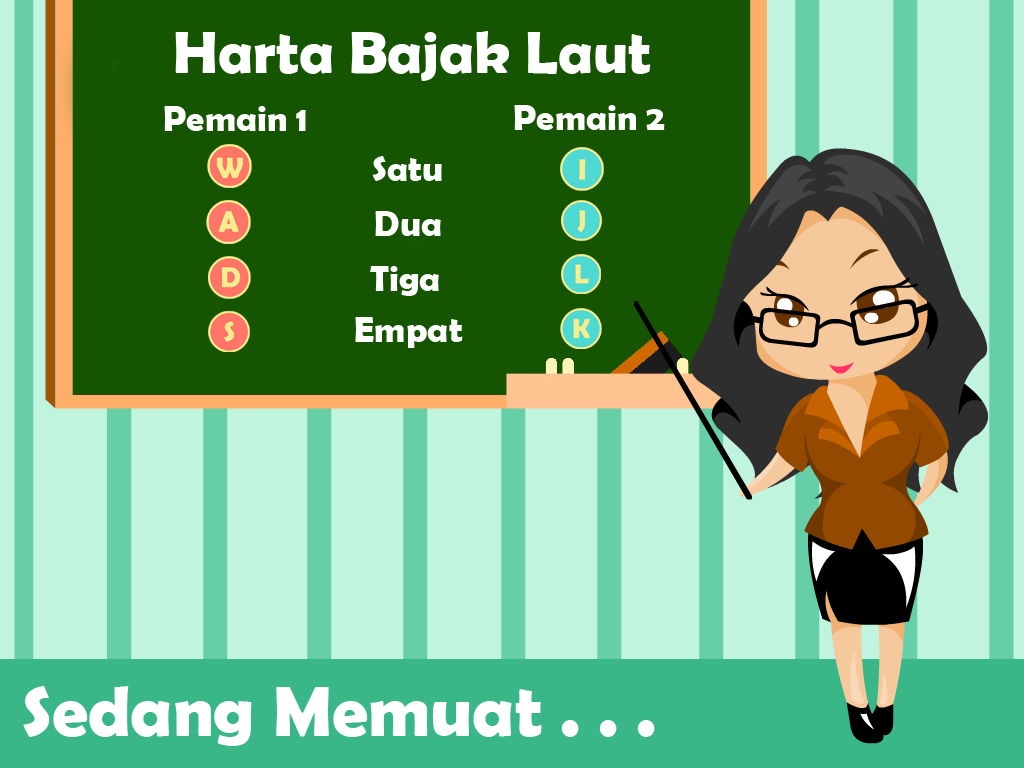 Harta Bajak Laut
Pemain 1 Pemain 2
W Satu I
A Dua J
D Tiga L
S Empat K
Sedang Memuat . . .